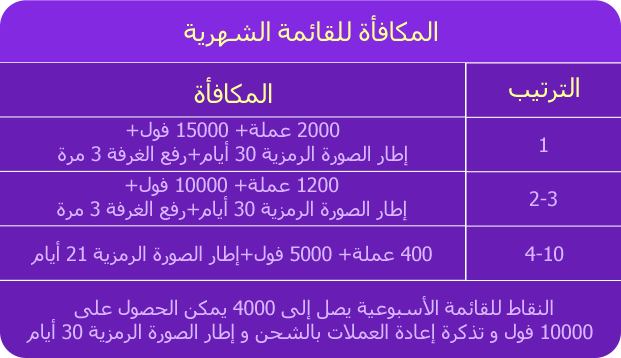 المكافأة للقائمة الشهرية
الترتيب
المكافأة
1
2000 عملة+ 15000 فول+
إطار الصورة الرمزية 30 أيام+رفع الغرفة 3 مرة
2-3
1200 عملة+ 10000 فول+
إطار الصورة الرمزية 30 أيام+رفع الغرفة 3 مرة
4-10
400 عملة+ 5000 فول+إطار الصورة الرمزية 21 أيام
النقاط للقائمة الأسبوعية يصل إلى 4000 يمكن الحصول على
10000 فول و تذكرة إعادة العملات بالشحن و إطار الصورة الرمزية 30 أيام